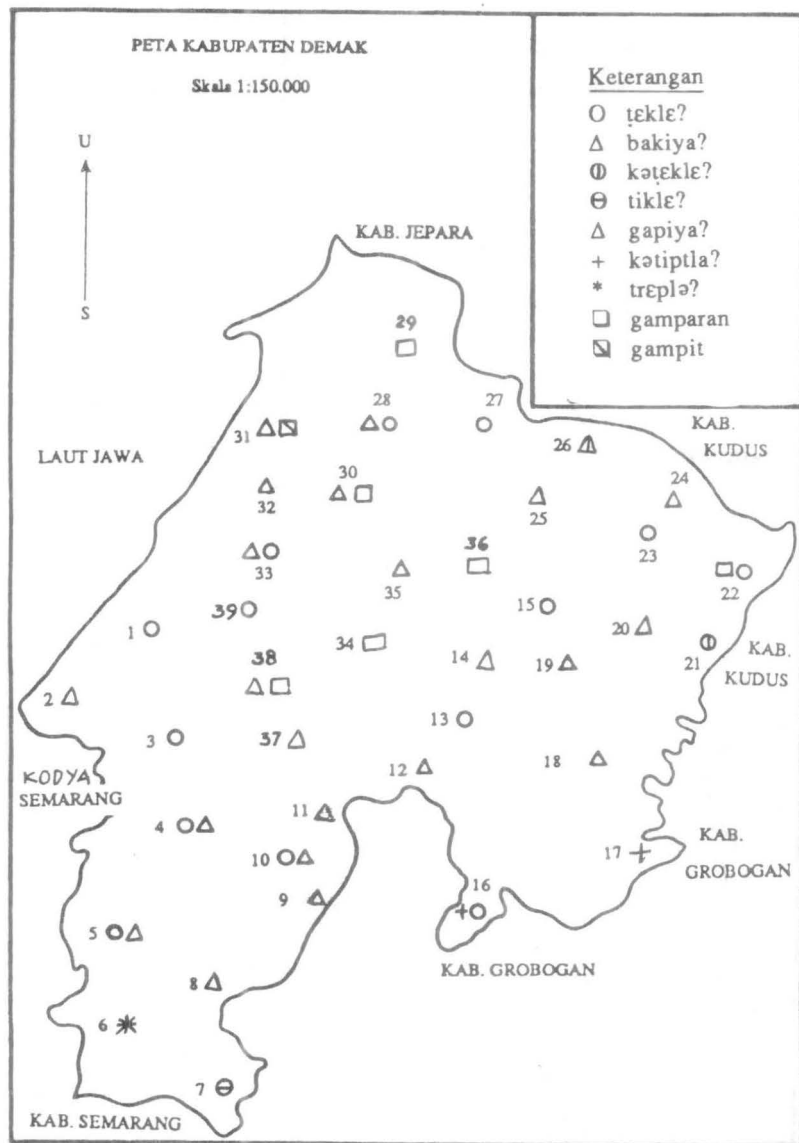 PETA KABUPATEN DEMAK
Skala 1:150.000
Keterangan
O ṭɛklɛ?
△ bakiya?
⦶ kəṭɛklɛ?
⊖ tiklɛ?
△ gapiya?
+ kətiptla?
* trɛplə?
□ gamparan
⧅ gampit
U
S
KAB. JEPARA
29
28
27
31
26
KAB.
KUDUS
LAUT JAWA
30
24
32
25
36
23
33
35
22
39
15
1
34
20
14
19
21
KAB.
KUDUS
38
2
13
3
37
12
18
KODYA
SEMARANG
11
4
17
KAB.
GROBOGAN
10
16
9
5
KAB. GROBOGAN
8
6
7
KAB. SEMARANG